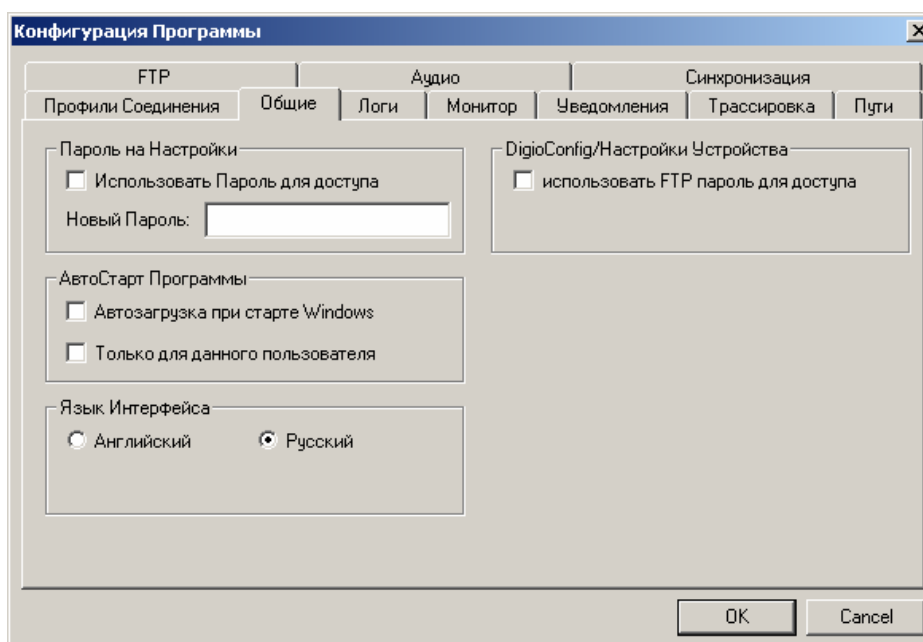 Конфигурация Программы
FTP
Аудио
Синхронизация
Профили Соединения
Общие
Логи
Монитор
Уведомления
Трассировка
Пути
Пароль на Настройки
Использовать Пароль для доступа
Новый Пароль:
DigioConfig/Настройки Устройства
использовать FTP пароль для доступа
АвтоСтарт Программы
Автозагрузка при старте Windows
Только для данного пользователя
Язык Интерфейса
Английский
Русский
OK
Cancel